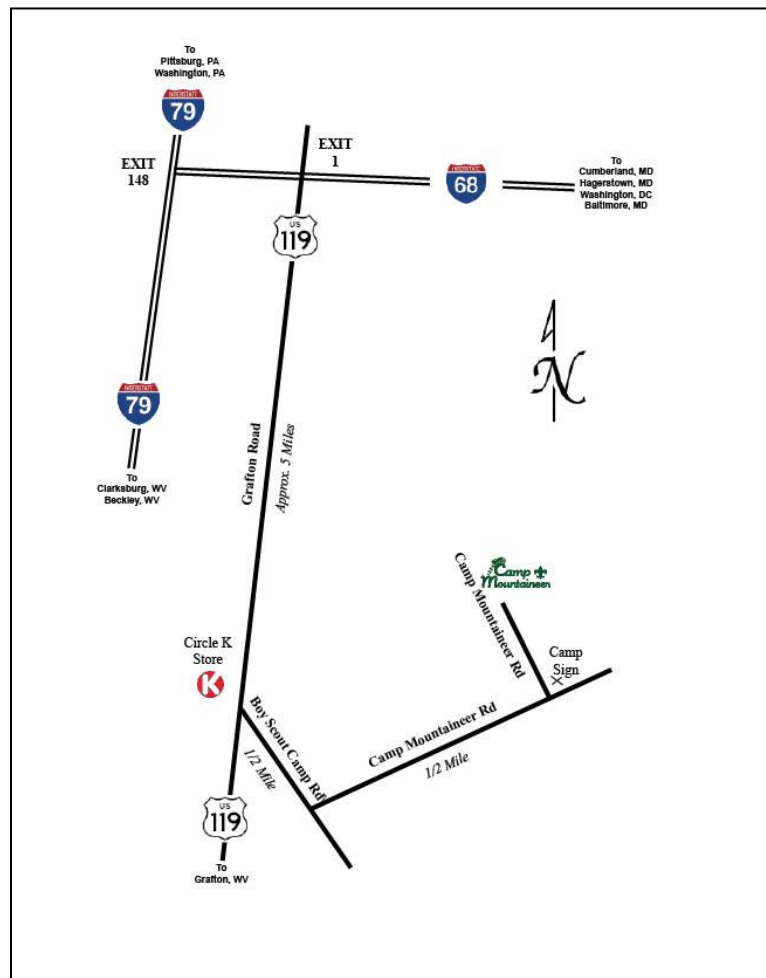 To
Pittsburg, PA
Washington, PA
INTERSTATE
79
EXIT
148
EXIT
1
INTERSTATE
68
To
Cumberland, MD
Hagerstown, MD
Washington, DC
Baltimore, MD
US
119
N
INTERSTATE
79
To
Clarksburg, WV
Beckley, WV
Grafton Road
Approx. 5 Miles
Camp
Mountaineer
Camp Mountaineer Rd
Camp
Sign
Circle K
Store
K
Boy Scout Camp Rd
1/2 Mile
Camp Mountaineer Rd
1/2 Mile
US
119
To
Grafton, WV